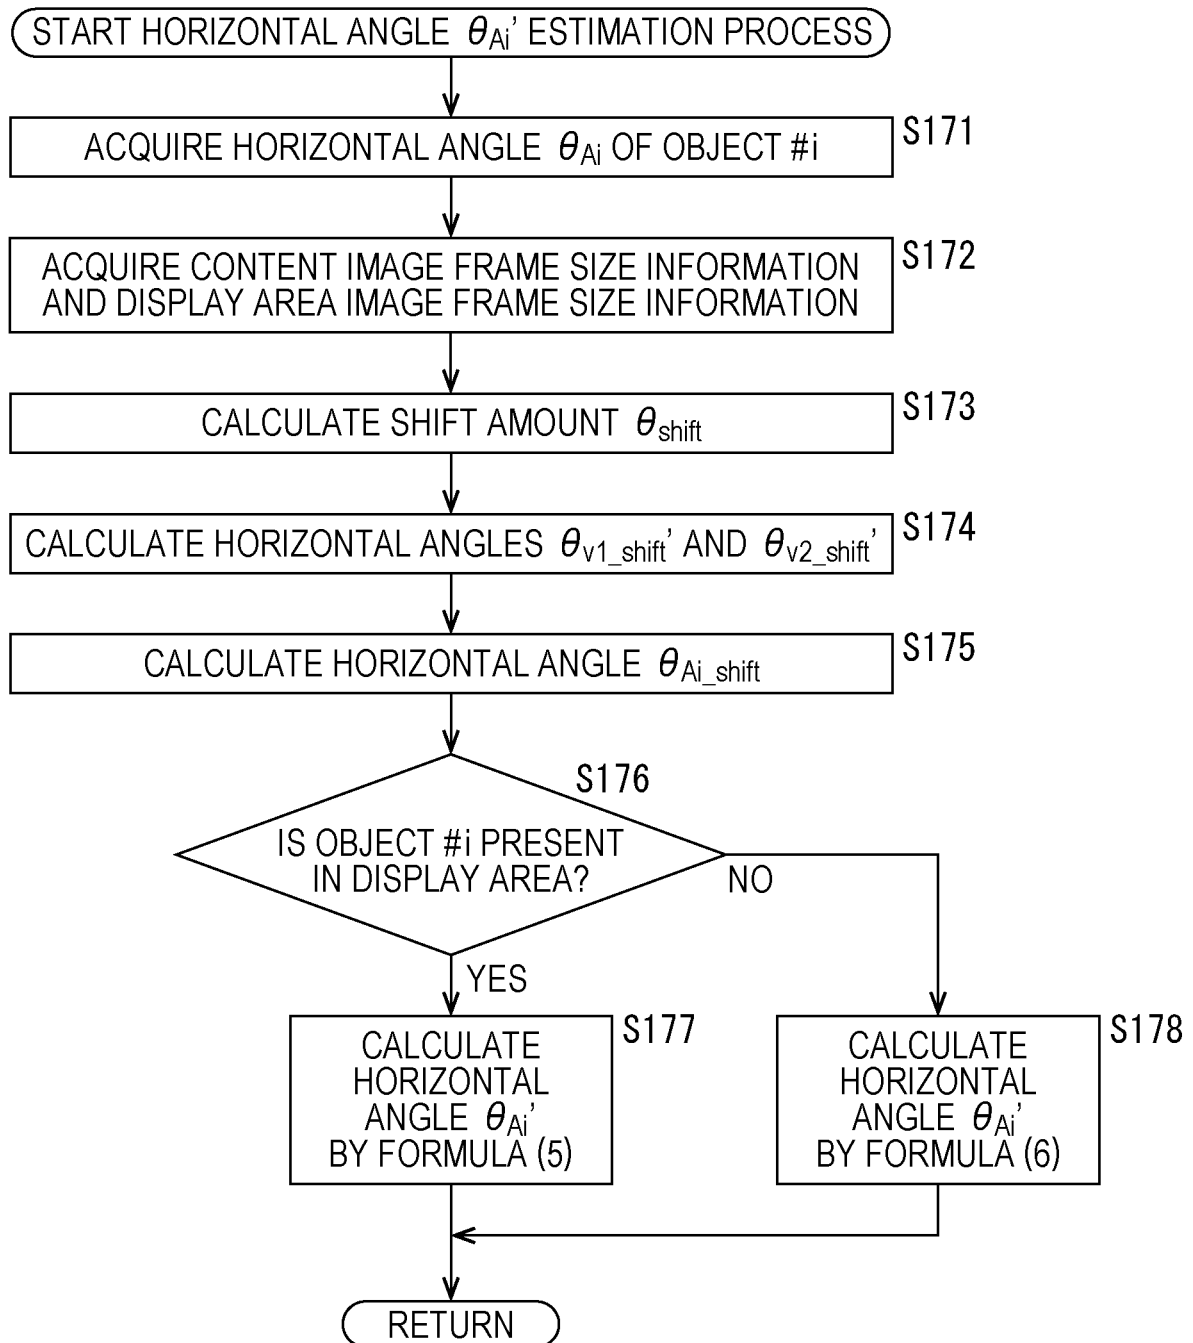 START HORIZONTAL ANGLE θAi' ESTIMATION PROCESS
S171
ACQUIRE HORIZONTAL ANGLE θAi OF OBJECT #i
S172
ACQUIRE CONTENT IMAGE FRAME SIZE INFORMATION
AND DISPLAY AREA IMAGE FRAME SIZE INFORMATION
S173
CALCULATE SHIFT AMOUNT θshift
S174
CALCULATE HORIZONTAL ANGLES θv1_shift' AND θv2_shift'
S175
CALCULATE HORIZONTAL ANGLE θAi_shift
S176
IS OBJECT #i PRESENT
IN DISPLAY AREA?
NO
YES
S177
CALCULATE
HORIZONTAL
ANGLE θAi'
BY FORMULA (5)
S178
CALCULATE
HORIZONTAL
ANGLE θAi'
BY FORMULA (6)
RETURN